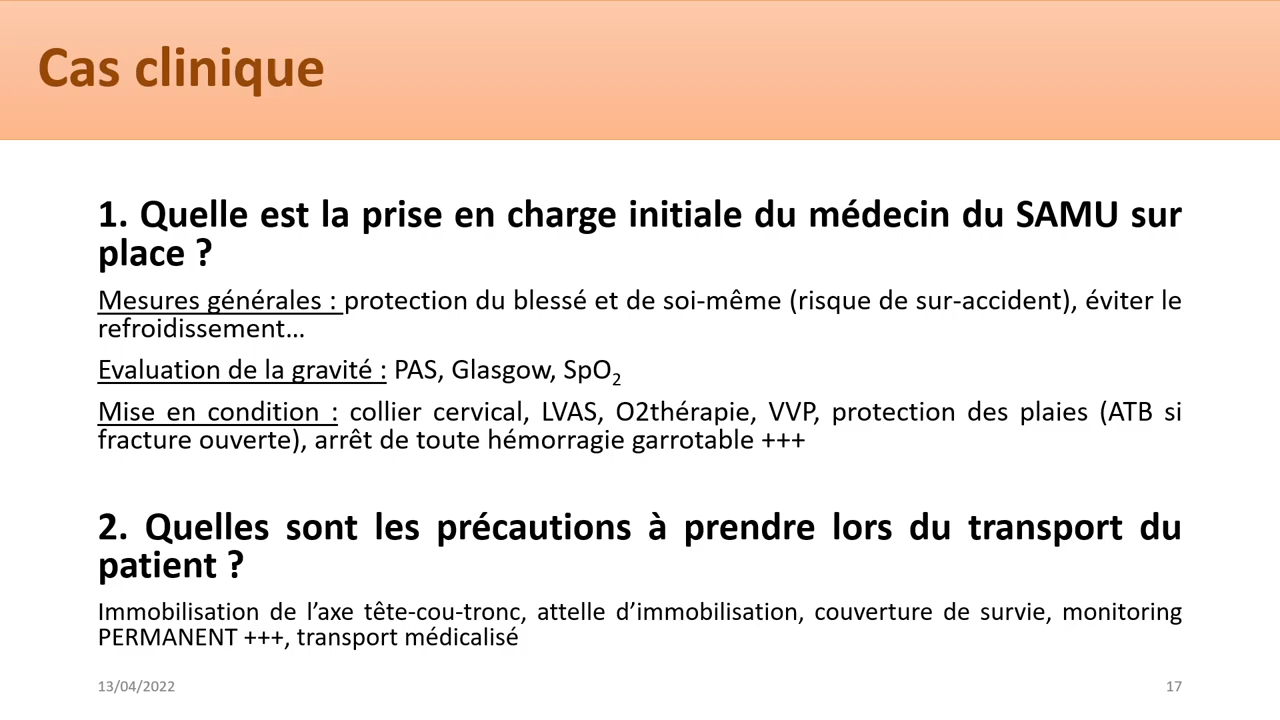 Cas clinique
1. Quelle est la prise en charge initiale du médecin du SAMU sur
place ?
Mesures générales : protection du blessé et de soi-même (risque de sur-accident), éviter le
refroidissement…
Evaluation de la gravité : PAS, Glasgow, SpO₂
Mise en condition : collier cervical, LVAS, O2thérapie, VVP, protection des plaies (ATB si
fracture ouverte), arrêt de toute hémorragie garrotable +++
2. Quelles sont les précautions à prendre lors du transport du
patient ?
Immobilisation de l’axe tête-cou-tronc, attelle d’immobilisation, couverture de survie, monitoring
PERMANENT +++, transport médicalisé
13/04/2022
17